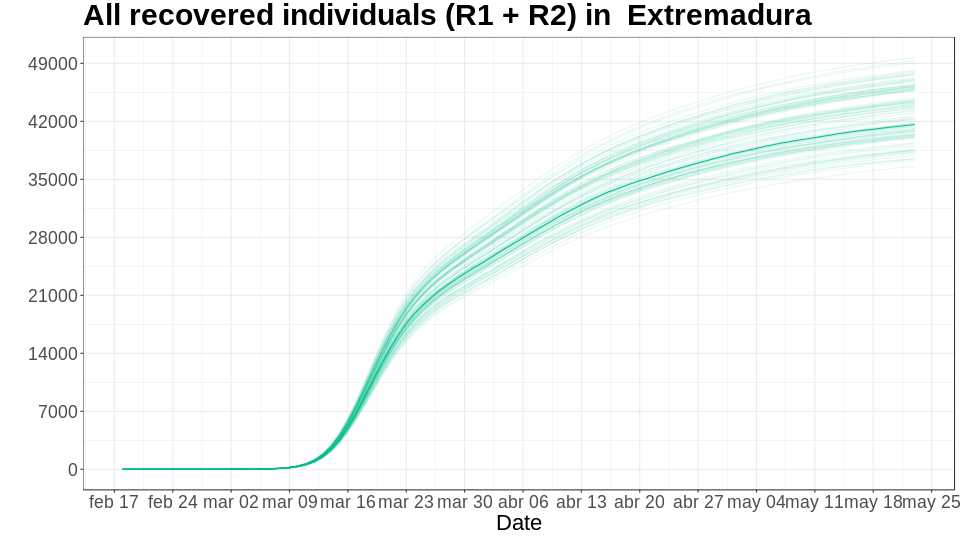 All recovered individuals (R1 + R2) in  Extremadura
49000
42000
35000
28000
21000
14000
7000
0
feb 17 feb 24 mar 02 mar 09 mar 16 mar 23 mar 30 abr 06 abr 13 abr 20 abr 27 may 04 may 11 may 18 may 25
Date